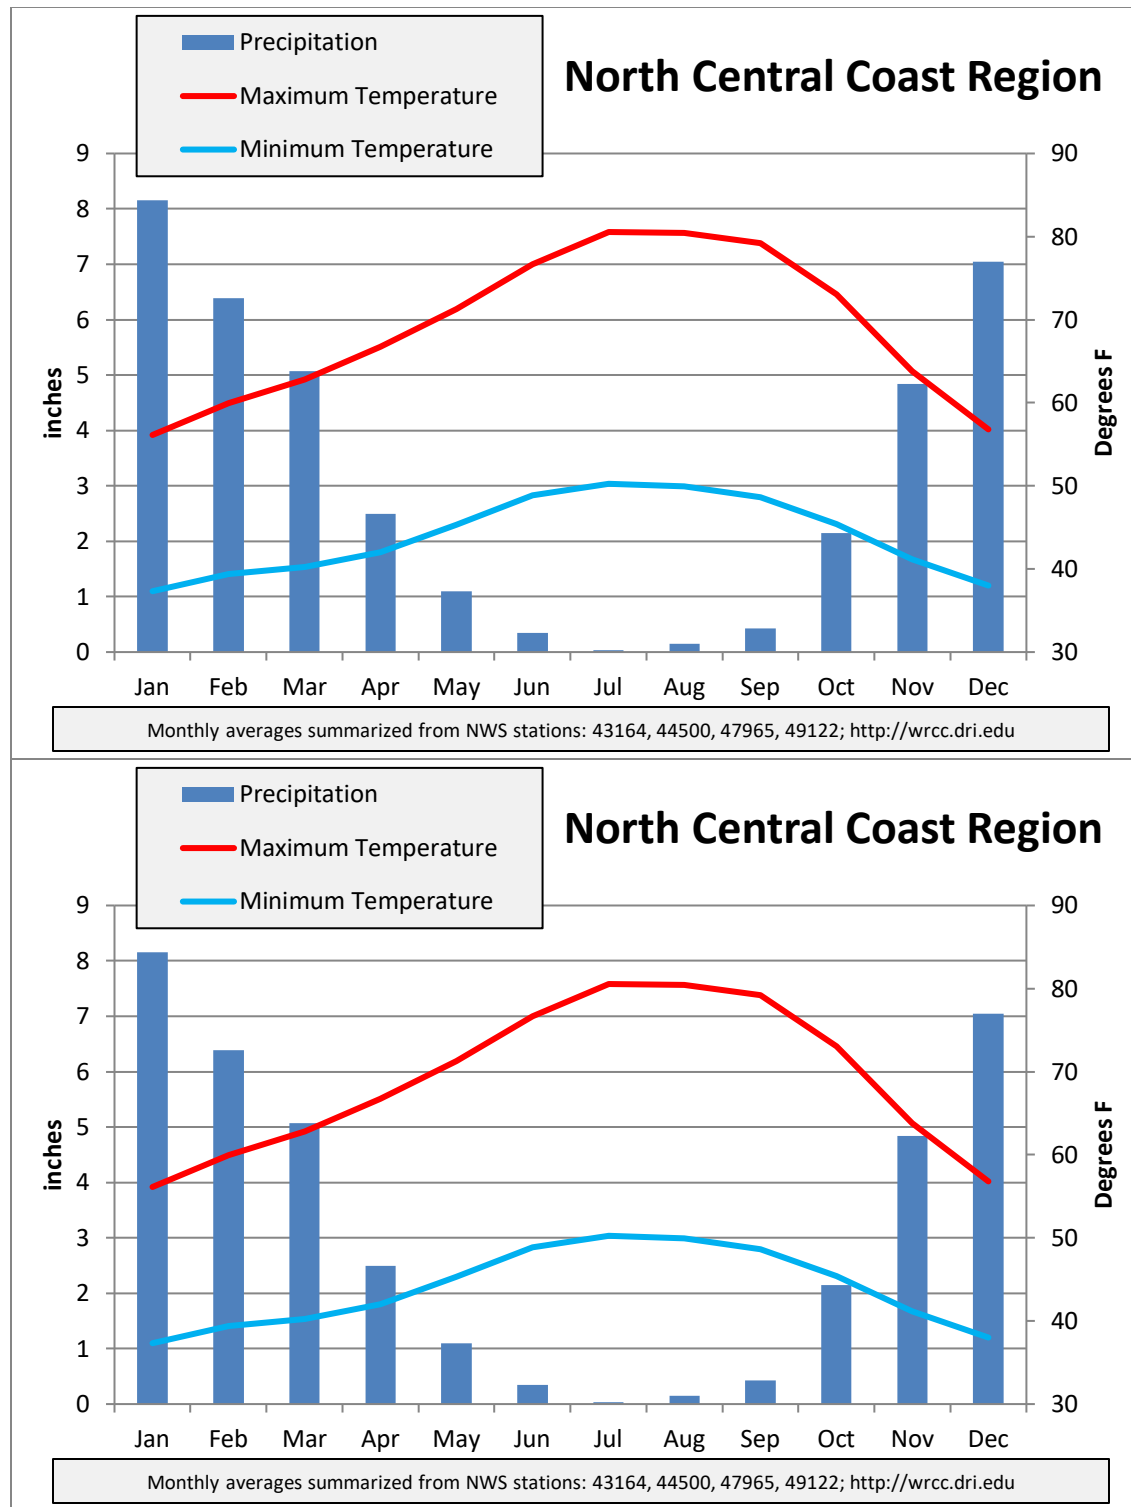 Precipitation
Maximum Temperature
Minimum Temperature
North Central Coast Region
9
8
7
6
5
4
3
2
1
0
inches
90
80
70
60
50
40
30
Degrees F
Jan Feb Mar Apr May Jun Jul Aug Sep Oct Nov Dec
Monthly averages summarized from NWS stations: 43164, 44500, 47965, 49122; http://wrcc.dri.edu
Precipitation
Maximum Temperature
Minimum Temperature
North Central Coast Region
9
8
7
6
5
4
3
2
1
0
inches
90
80
70
60
50
40
30
Degrees F
Jan Feb Mar Apr May Jun Jul Aug Sep Oct Nov Dec
Monthly averages summarized from NWS stations: 43164, 44500, 47965, 49122; http://wrcc.dri.edu